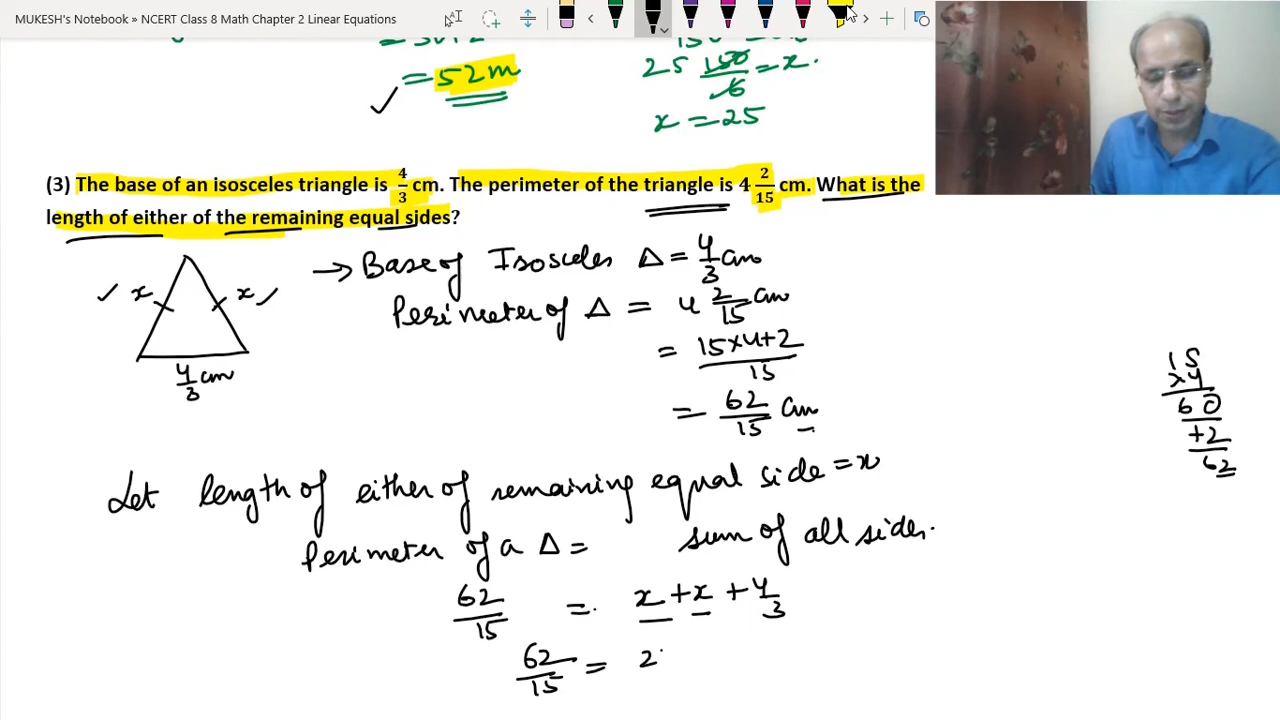 MUKESH's Notebook » NCERT Class 8 Math Chapter 2 Linear Equations
= 52m
25 150/6 = x.
x = 25
(3) The base of an isosceles triangle is 4/3 cm. The perimeter of the triangle is 4 2/15 cm. What is the
length of either of the remaining equal sides?
→ Base of Isosceles Δ = 4/3 cm
x x
4/3 cm
Perimeter of Δ = 4 2/15 cm
= 15×4+2/15
= 62/15 cm
15
×4
60
+2
62
Let length of either of remaining equal side = x
Perimeter of a Δ = sum of all sides.
62/15 = x + x + 4/3
62/15 = 2